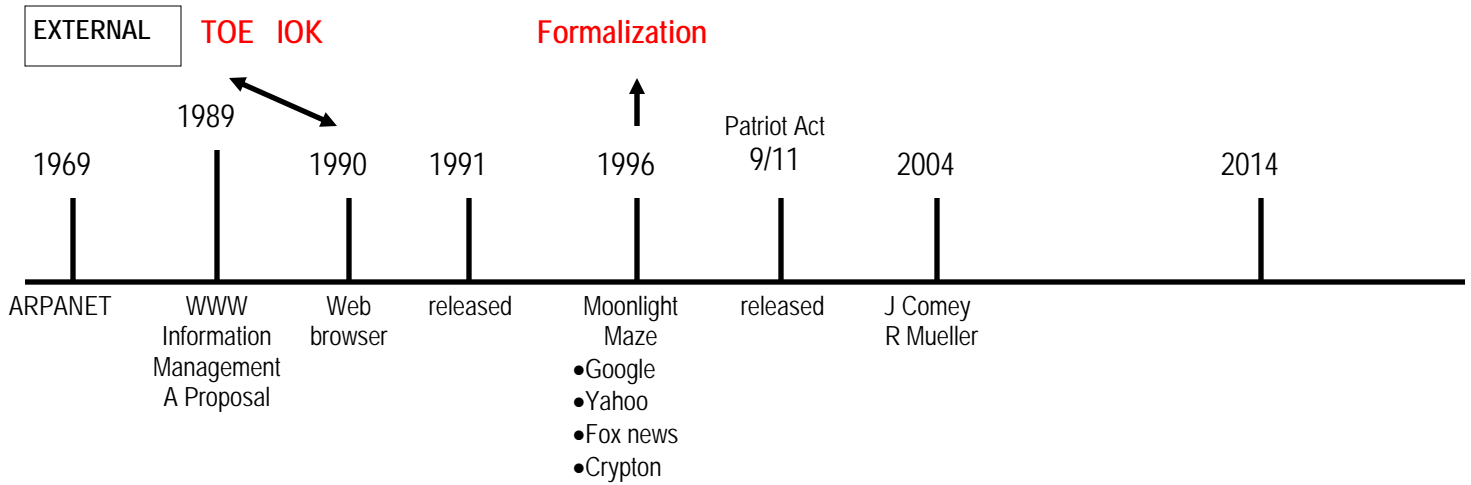 EXTERNAL
TOE IOK
Formalization
1989
Patriot Act
9/11
1969
1990
1991
1996
2004
2014
ARPANET
WWW
Information
Management
A Proposal
Web
browser
released
Moonlight
Maze
•Google
•Yahoo
•Fox news
•Crypton
released
J Comey
R Mueller